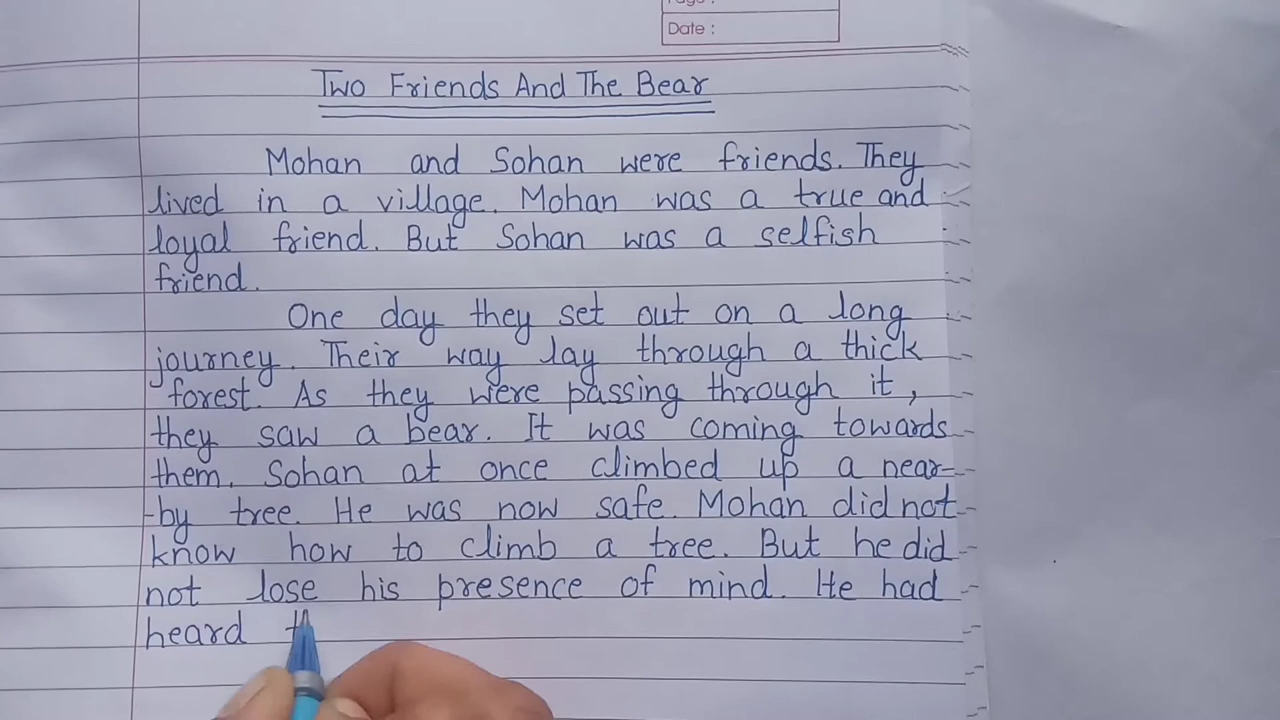 Page :
Date :
Two Friends And The Bear
Mohan and Sohan were friends. They
lived in a village. Mohan was a true and
loyal friend. But Sohan was a selfish
friend.
One day they set out on a long
journey. Their way lay through a thick
forest. As they were passing through it,
they saw a bear. It was coming towards
them. Sohan at once climbed up a near-
-by tree. He was now safe. Mohan did not
know how to climb a tree. But he did
not lose his presence of mind. He had
heard t